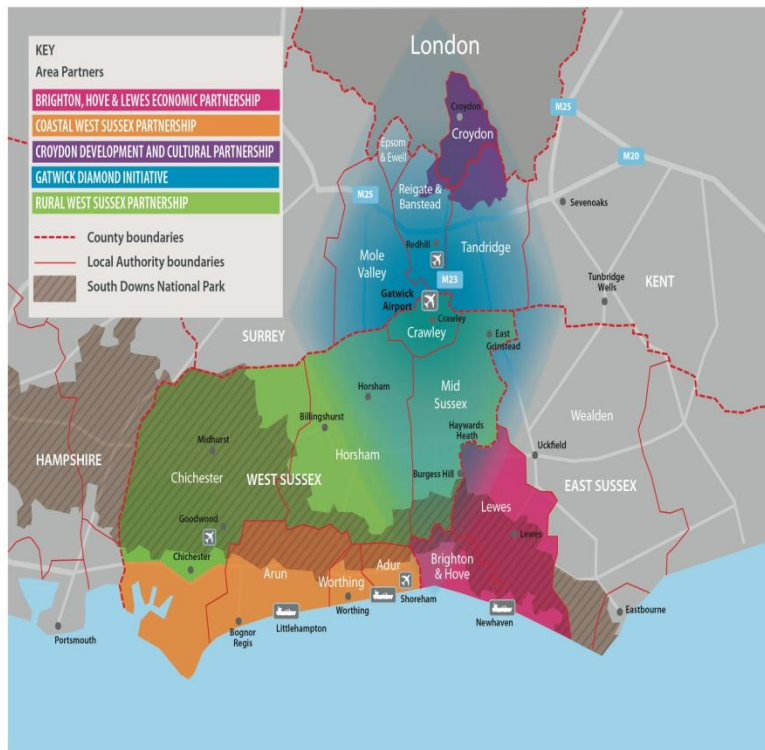 KEY
Area Partners
BRIGHTON, HOVE & LEWES ECONOMIC PARTNERSHIP
COASTAL WEST SUSSEX PARTNERSHIP
CROYDON DEVELOPMENT AND CULTURAL PARTNERSHIP
GATWICK DIAMOND INITIATIVE
RURAL WEST SUSSEX PARTNERSHIP
County boundaries
Local Authority boundaries
South Downs National Park
London
M25
Croydon
Croydon
Epsom
& Ewell
M20
Reigate &
Banstead
M25
Sevenoaks
Redhill
Mole
Valley
Tandridge
M23
KENT
Tunbridge
Wells
Gatwick
Airport
Crawley
Crawley
SURREY
East
Grinstead
Horsham
Mid
Sussex
Billingshurst
Wealden
Haywards
Heath
Midhurst
Uckfield
HAMPSHIRE
Horsham
Chichester
WEST SUSSEX
Burgess Hill
EAST SUSSEX
Lewes
Goodwood
Lewes
Chichester
Arun
Worthing
Adur
Brighton
& Hove
Worthing
Shoreham
Eastbourne
Portsmouth
Bognor
Regis
Littlehampton
Newhaven